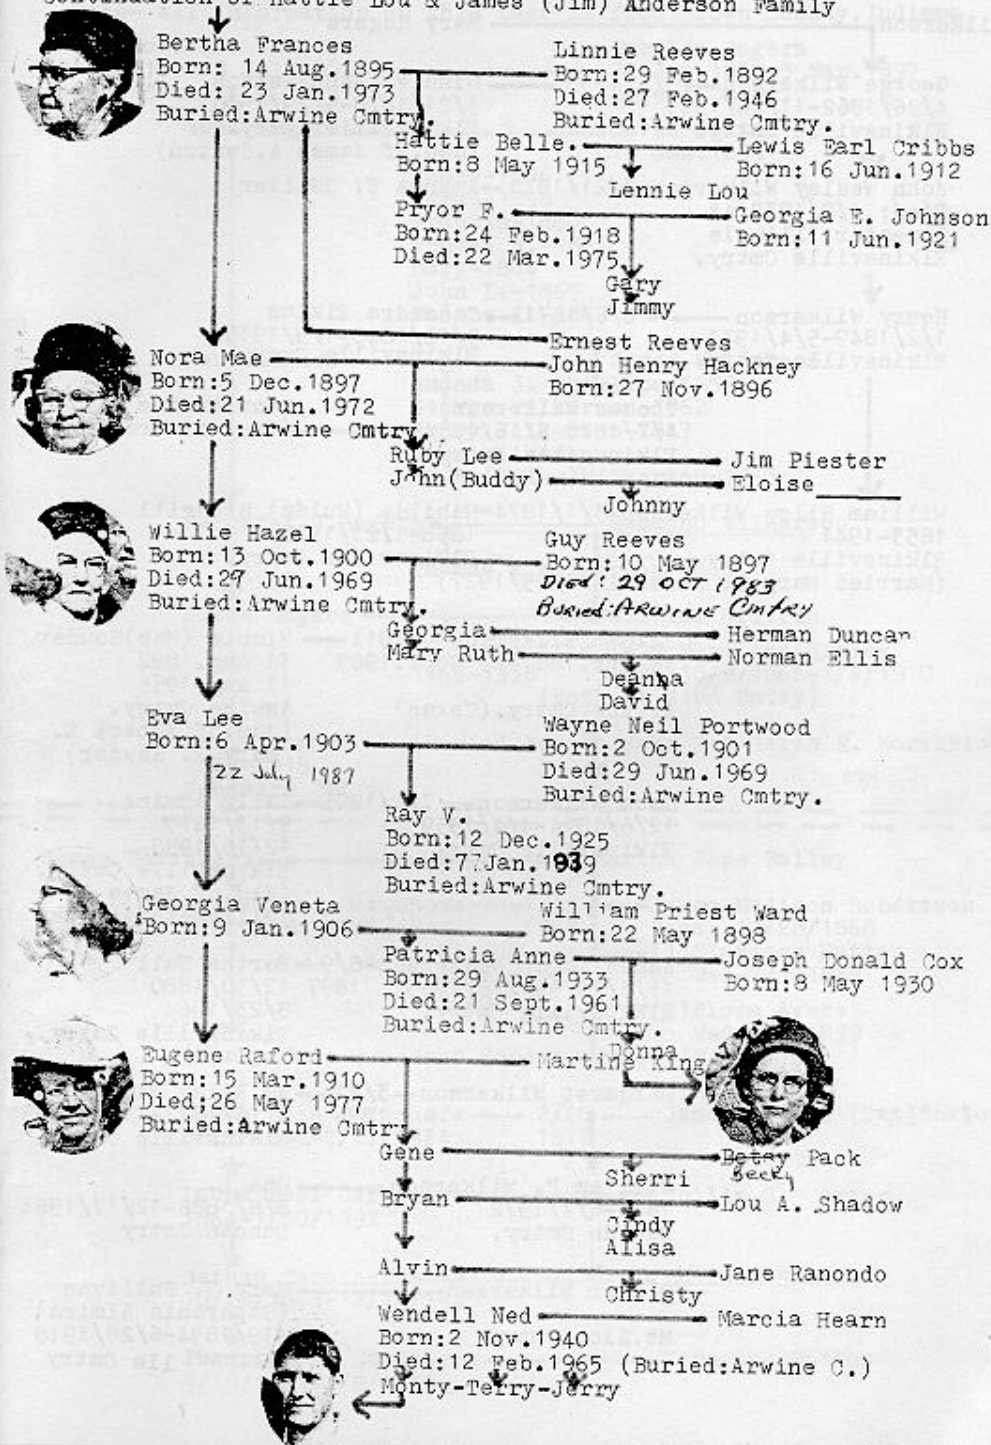 Continuation of Hattie Lou & James (Jim) Anderson Family
Bertha Frances
Born: 14 Aug.1895
Died: 23 Jan.1973
Buried:Arwine Cmtry.
Linnie Reeves
Born:29 Feb.1892
Died:27 Feb.1946
Buried:Arwine Cmtry.
Hattie Belle.
Born:8 May 1915
Lewis Earl Cribbs
Born:16 Jun.1912
Lennie Lou
Pryor F.
Born:24 Feb.1918
Died:22 Mar.1975
Georgia E. Johnson
Born:11 Jun.1921
Gary
Jimmy
Ernest Reeves
Nora Mae
Born:5 Dec.1897
Died:21 Jun.1972
Buried:Arwine Cmtry
John Henry Hackney
Born:27 Nov.1896
Ruby Lee
Jim Piester
John(Buddy)
Eloise
Johnny
Willie Hazel
Born:13 Oct.1900
Died:27 Jun.1969
Buried:Arwine Cmtry.
Guy Reeves
Born:10 May 1897
DIED: 29 OCT 1983
BURIED:ARWINE CMTRY
Georgia
Herman Duncan
Mary Ruth
Norman Ellis
Deanna
David
Eva Lee
Born:6 Apr.1903
22 July 1987
Wayne Neil Portwood
Born:2 Oct.1901
Died:29 Jun.1969
Buried:Arwine Cmtry.
Ray V.
Born:12 Dec.1925
Buried:Arwine Cmtry.
Georgia Veneta
Born:9 Jan.1906
William Priest Ward
Born:22 May 1898
Patricia Anne
Born:29 Aug.1933
Died:21 Sept.1961
Buried:Arwine Cmtry.
Joseph Donald Cox
Born:8 May 1930
Donna
Eugene Raford
Born:15 Mar.1910
Died;26 May 1977
Buried:Arwine Cmtry
Martine King
Gene
Betsy Pack
Becky
Sherri
Bryan
Lou A. Shadow
Cindy
Alisa
Alvin
Jane Ranondo
Christy
Wendell Ned
Born:2 Nov.1940
Died:12 Feb.1965 (Buried:Arwine C.)
Marcia Hearn
Monty-Terry-Jerry